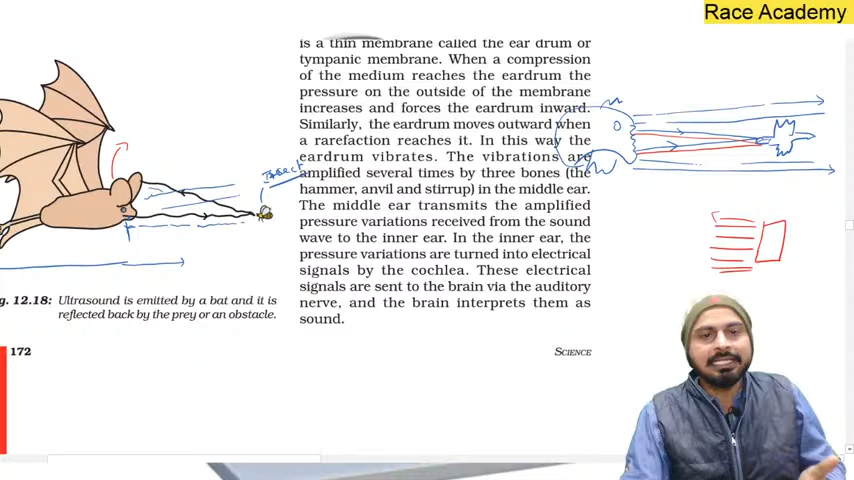 Race Academy
is a thin membrane called the ear drum or
tympanic membrane. When a compression
of the medium reaches the eardrum the
pressure on the outside of the membrane
increases and forces the eardrum inward.
Similarly, the eardrum moves outward when
a rarefaction reaches it. In this way the
eardrum vibrates. The vibrations are
amplified several times by three bones (the
hammer, anvil and stirrup) in the middle ear.
The middle ear transmits the amplified
pressure variations received from the sound
wave to the inner ear. In the inner ear, the
pressure variations are turned into electrical
signals by the cochlea. These electrical
signals are sent to the brain via the auditory
nerve, and the brain interprets them as
sound.
Insect
g. 12.18: Ultrasound is emitted by a bat and it is
reflected back by the prey or an obstacle.
172
SCIENCE